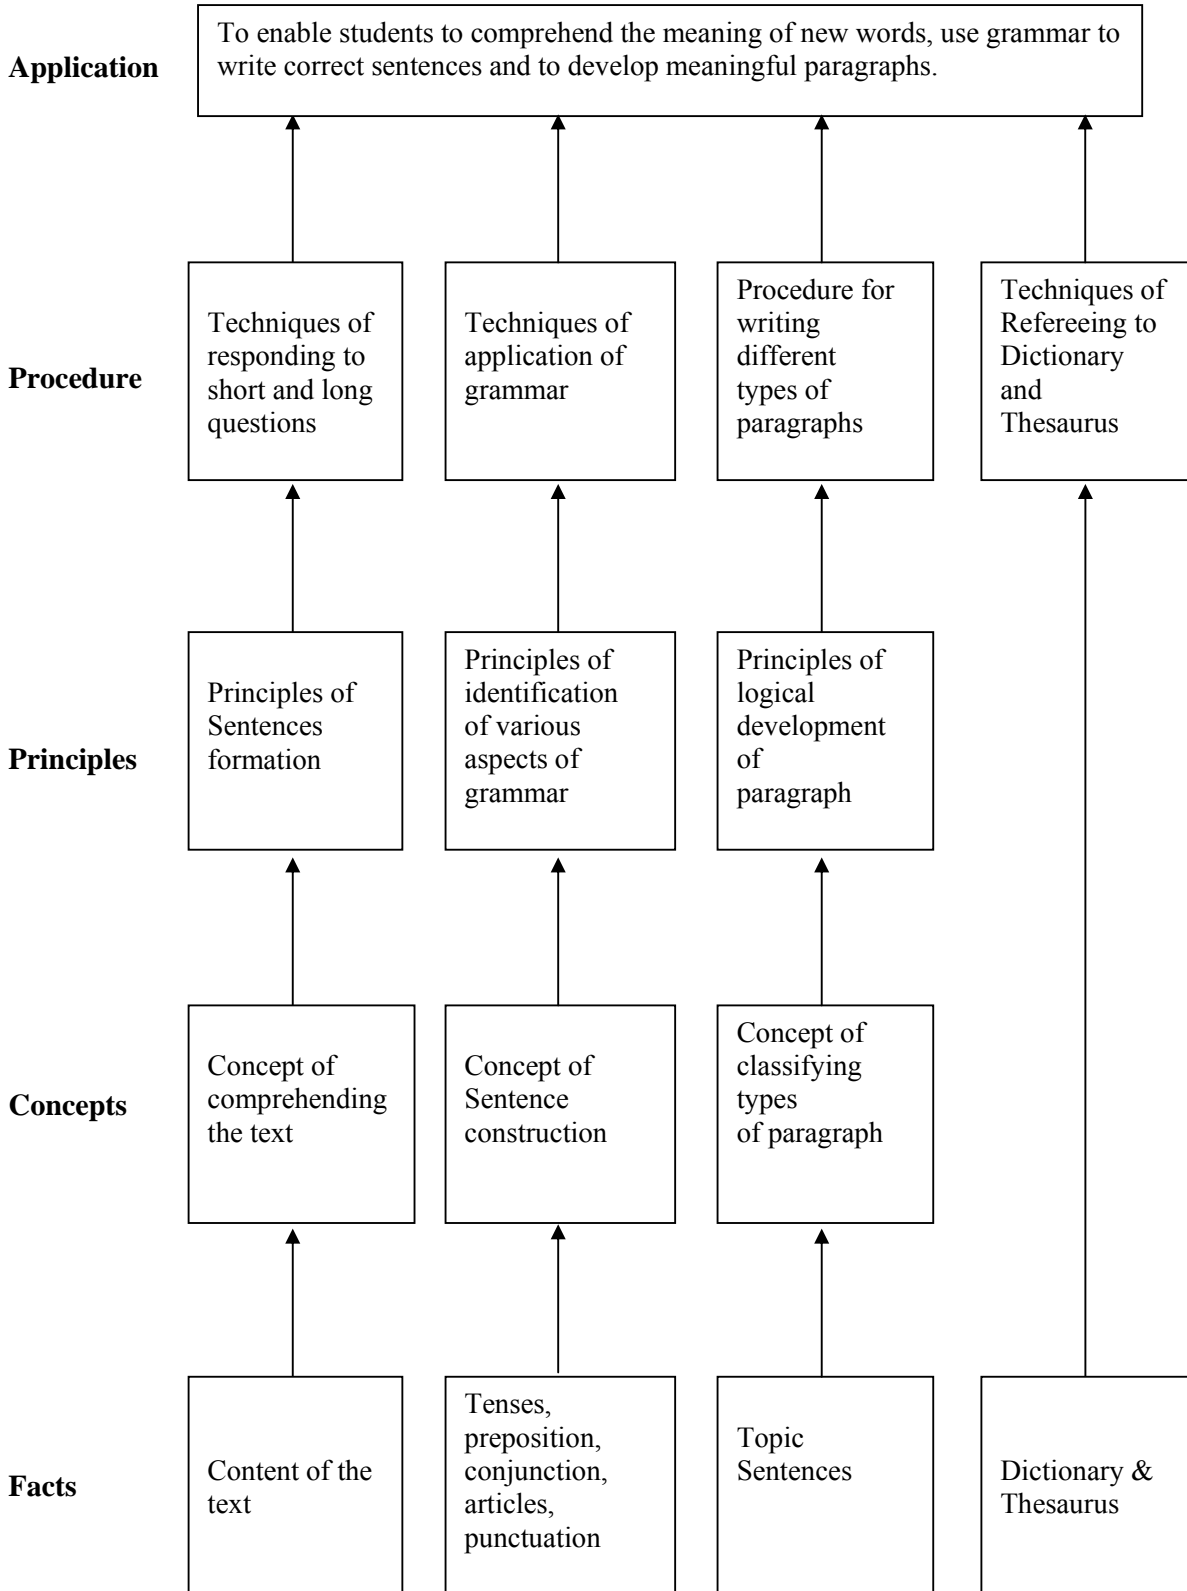 Application
To enable students to comprehend the meaning of new words, use grammar to
write correct sentences and to develop meaningful paragraphs.
Procedure
Techniques of
responding to
short and long
questions
Techniques of
application of
grammar
Procedure for
writing
different
types of
paragraphs
Techniques of
Refereeing to
Dictionary
and
Thesaurus
Principles
Principles of
Sentences
formation
Principles of
identification
of various
aspects of
grammar
Principles of
logical
development
of
paragraph
Concepts
Concept of
comprehending
the text
Concept of
Sentence
construction
Concept of
classifying
types
of paragraph
Facts
Content of the
text
Tenses,
preposition,
conjunction,
articles,
punctuation
Topic
Sentences
Dictionary &
Thesaurus